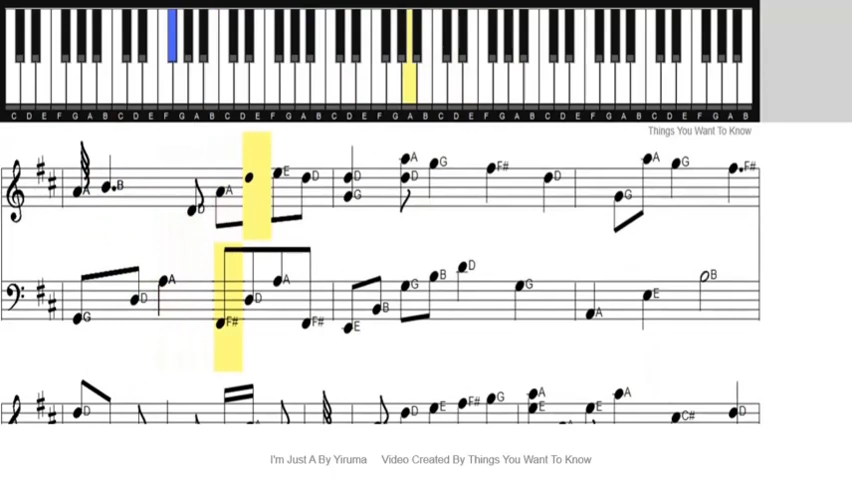 C D E F G A B C D E F G A B C D E F G A B C D E F G A B C D E F G A B C D E F G A B C D E F G A B
Things You Want To Know
A B D A E D D G A D G F# D G A G F#
G D A F# D A F# E B G B D G A E B
D D E F# G A E E A C# D
I'm Just A By Yiruma Video Created By Things You Want To Know